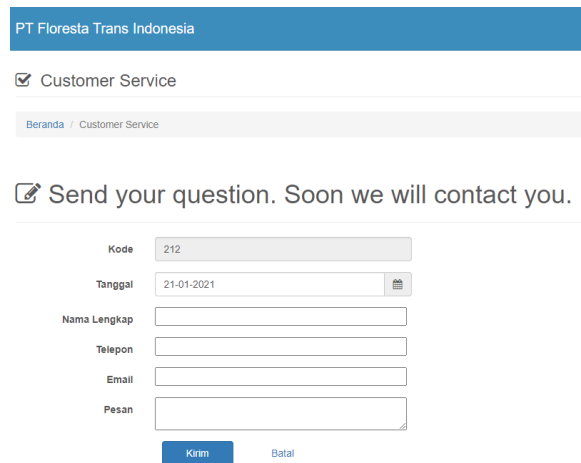 PT Floresta Trans Indonesia
Customer Service
Beranda / Customer Service
Send your question. Soon we will contact you.
Kode 212
Tanggal 21-01-2021
Nama Lengkap
Telepon
Email
Pesan
Kirim Batal